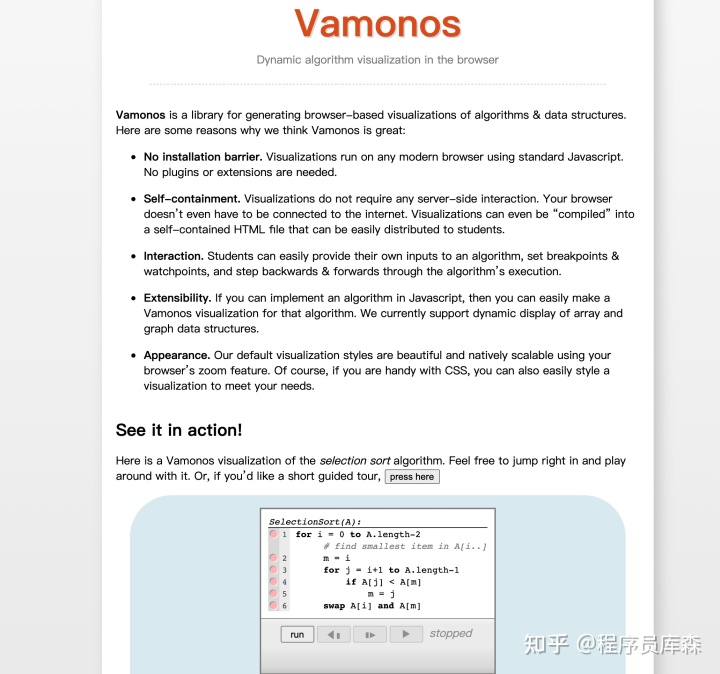 Vamonos
Dynamic algorithm visualization in the browser
Vamonos is a library for generating browser-based visualizations of algorithms & data structures.
Here are some reasons why we think Vamonos is great:
• No installation barrier. Visualizations run on any modern browser using standard Javascript.
No plugins or extensions are needed.
• Self-containment. Visualizations do not require any server-side interaction. Your browser
doesn't even have to be connected to the internet. Visualizations can even be “compiled” into
a self-contained HTML file that can be easily distributed to students.
• Interaction. Students can easily provide their own inputs to an algorithm, set breakpoints &
watchpoints, and step backwards & forwards through the algorithm's execution.
• Extensibility. If you can implement an algorithm in Javascript, then you can easily make a
Vamonos visualization for that algorithm. We currently support dynamic display of array and
graph data structures.
• Appearance. Our default visualization styles are beautiful and natively scalable using your
browser's zoom feature. Of course, if you are handy with CSS, you can also easily style a
visualization to meet your needs.
See it in action!
Here is a Vamonos visualization of the selection sort algorithm. Feel free to jump right in and play
around with it. Or, if you'd like a short guided tour, press here
SelectionSort(A):
1 for i = 0 to A.length-2
# find smallest item in A[i..]
2 m = i
3 for j = i+1 to A.length-1
4 if A[j] < A[m]
5 m = j
6 swap A[i] and A[m]
run stopped
知乎 @程序员库森